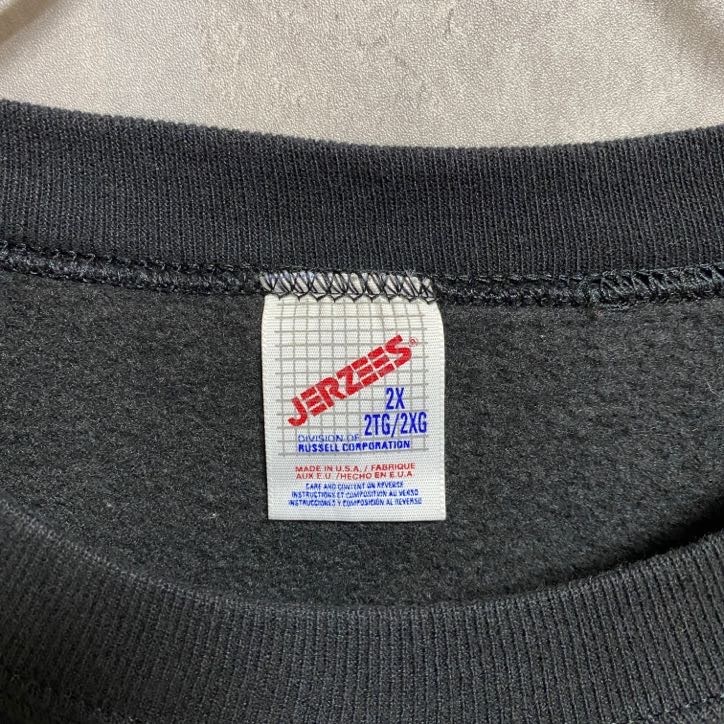 JERZEES®
2X
2TG/2XG
DIVISION OF
RUSSELL CORPORATION
MADE IN U.S.A. / FABRIQUE
AUX E.U. / HECHO EN E.U.A.
CARE AND CONTENT ON REVERSE
INSTRUCTIONS ET COMPOSITION AU VERSO
INSTRUCCIONES Y COMPOSICIÓN AL REVERSO